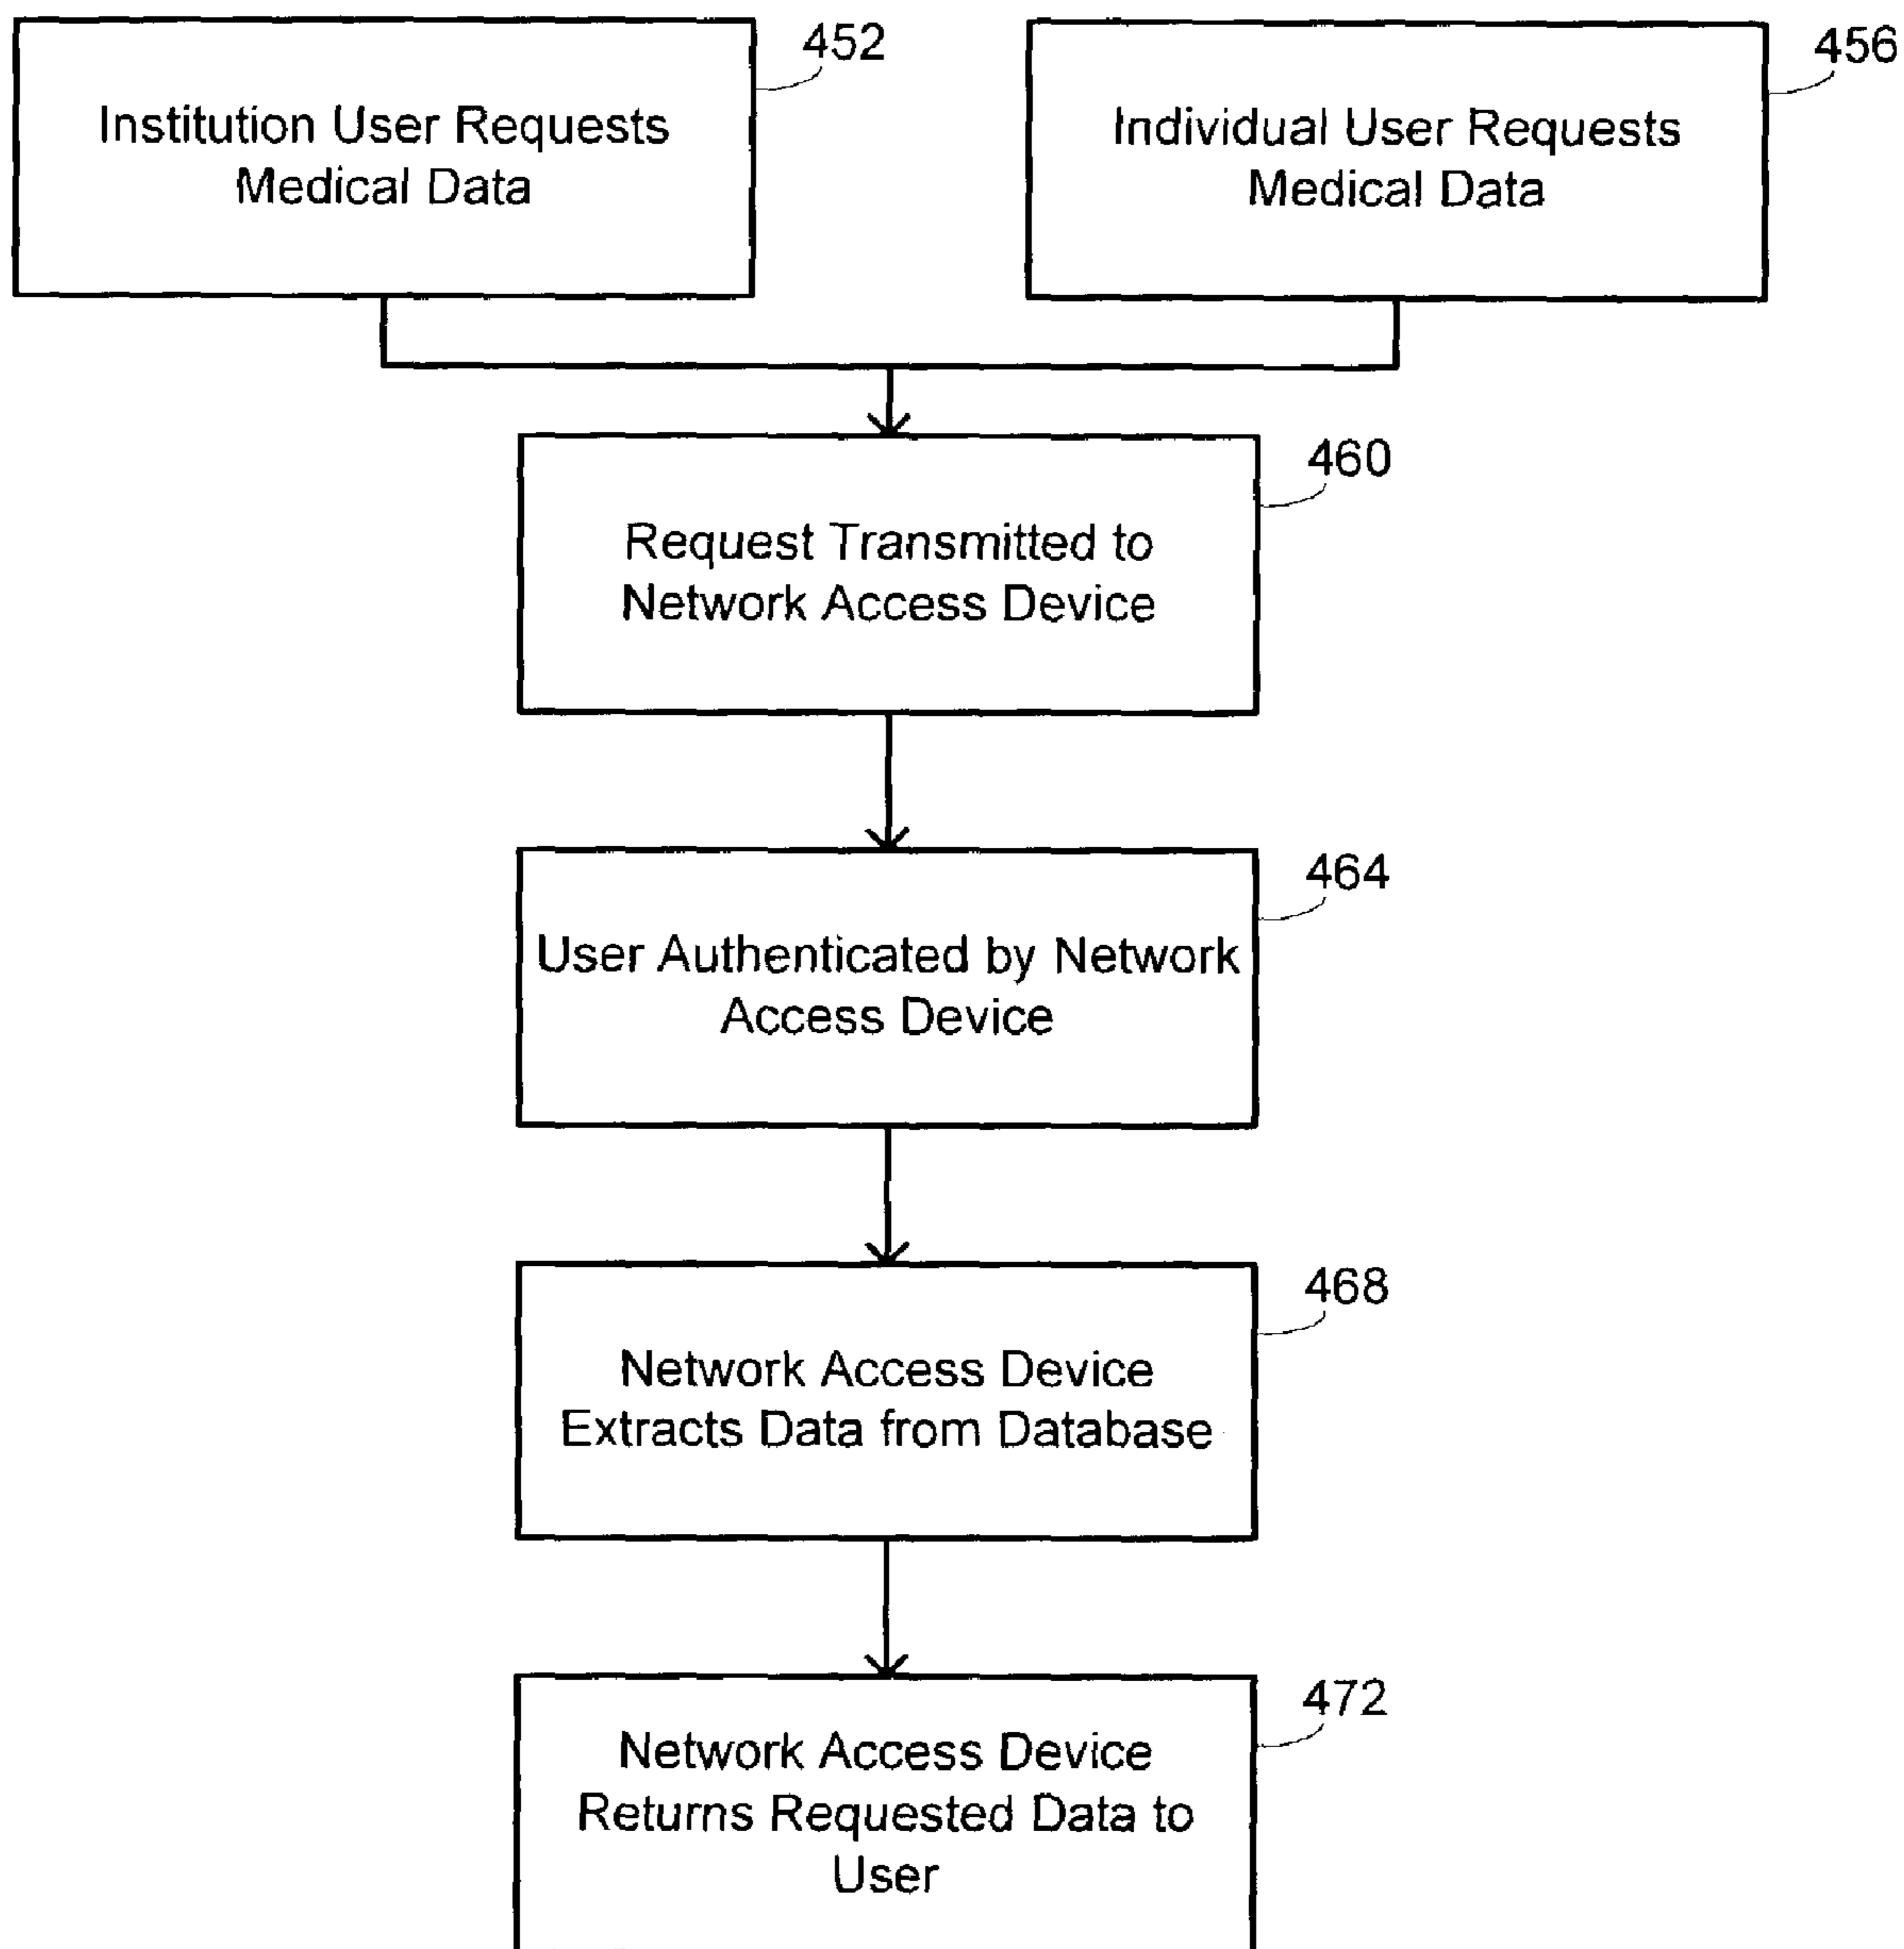 452
Institution User Requests
Medical Data
456
Individual User Requests
Medical Data
460
Request Transmitted to
Network Access Device
464
User Authenticated by Network
Access Device
468
Network Access Device
Extracts Data from Database
472
Network Access Device
Returns Requested Data to
User